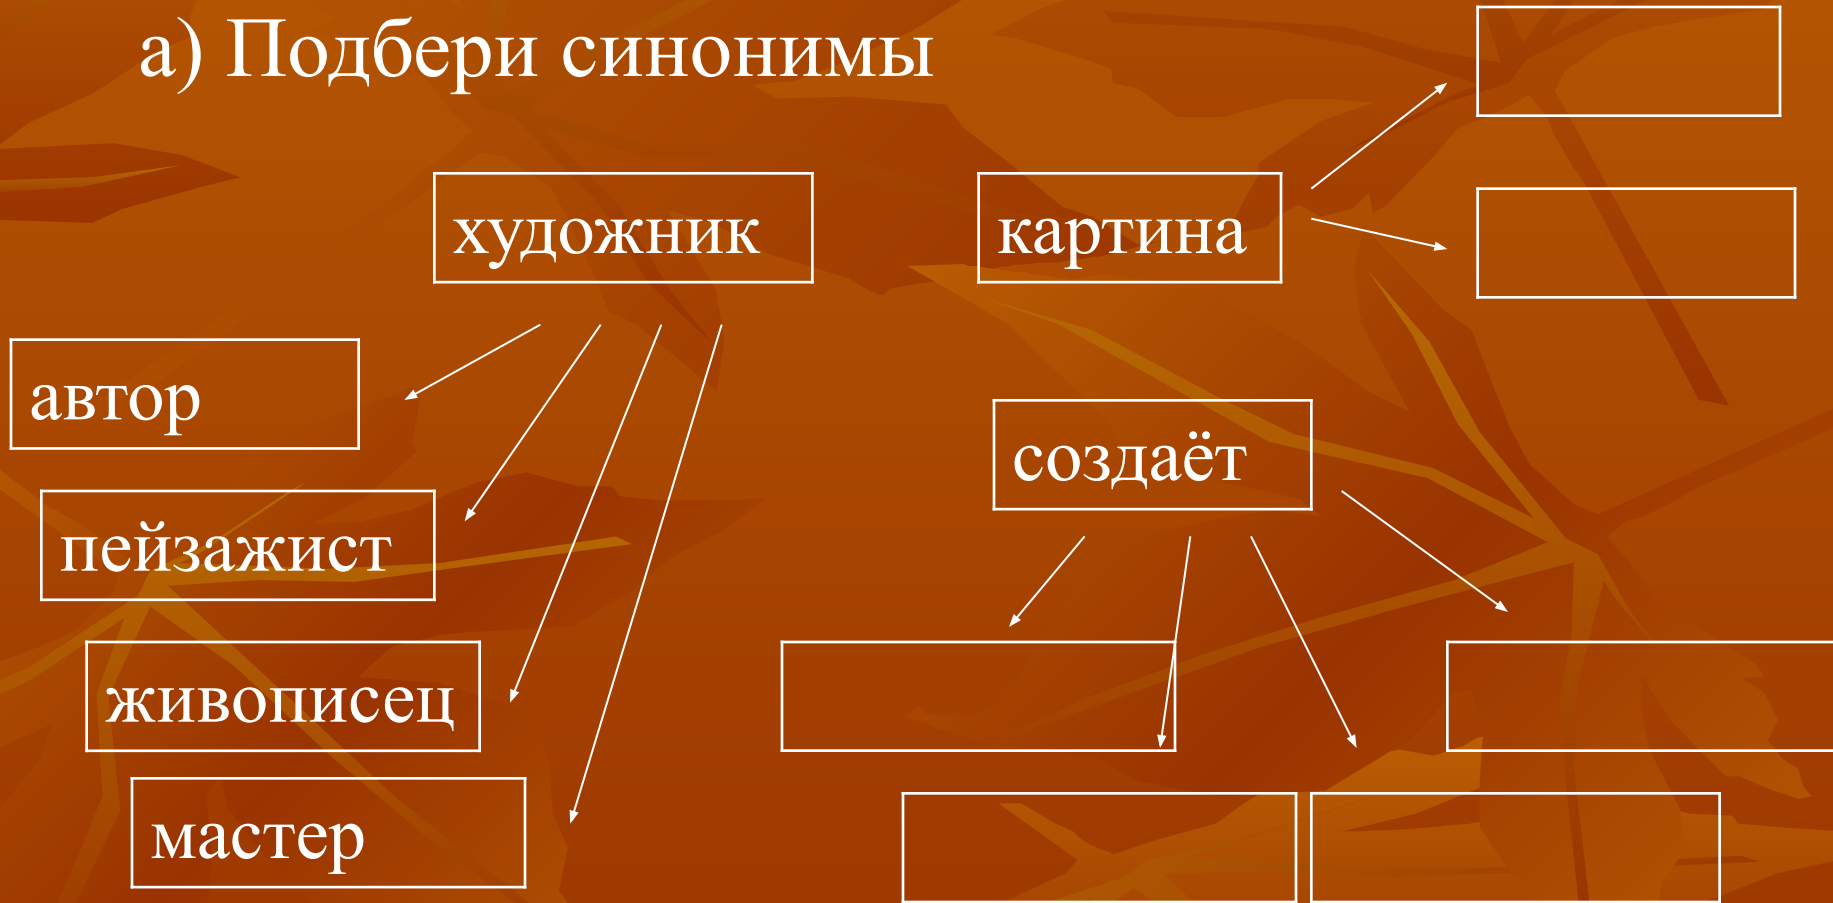 а) Подбери синонимы
художник
картина
автор
создаёт
пейзажист
живописец
мастер